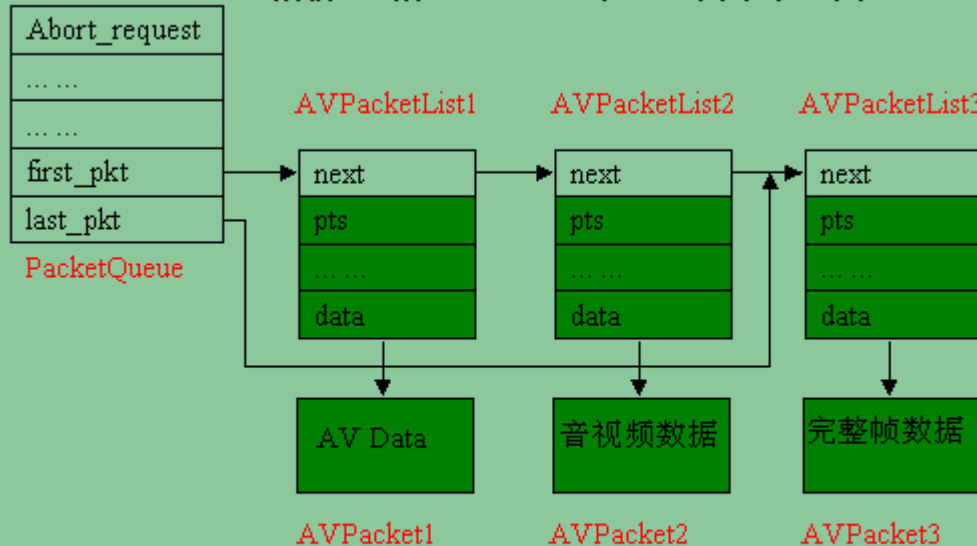 Abort_request
... ...
... ...
first_pkt
last_pkt
PacketQueue
AVPacketList1
next
pts
... ...
data
AV Data
AVPacket1
AVPacketList2
next
pts
... ...
data
音视频数据
AVPacket2
AVPacketList3
next
pts
... ...
data
完整帧数据
AVPacket3